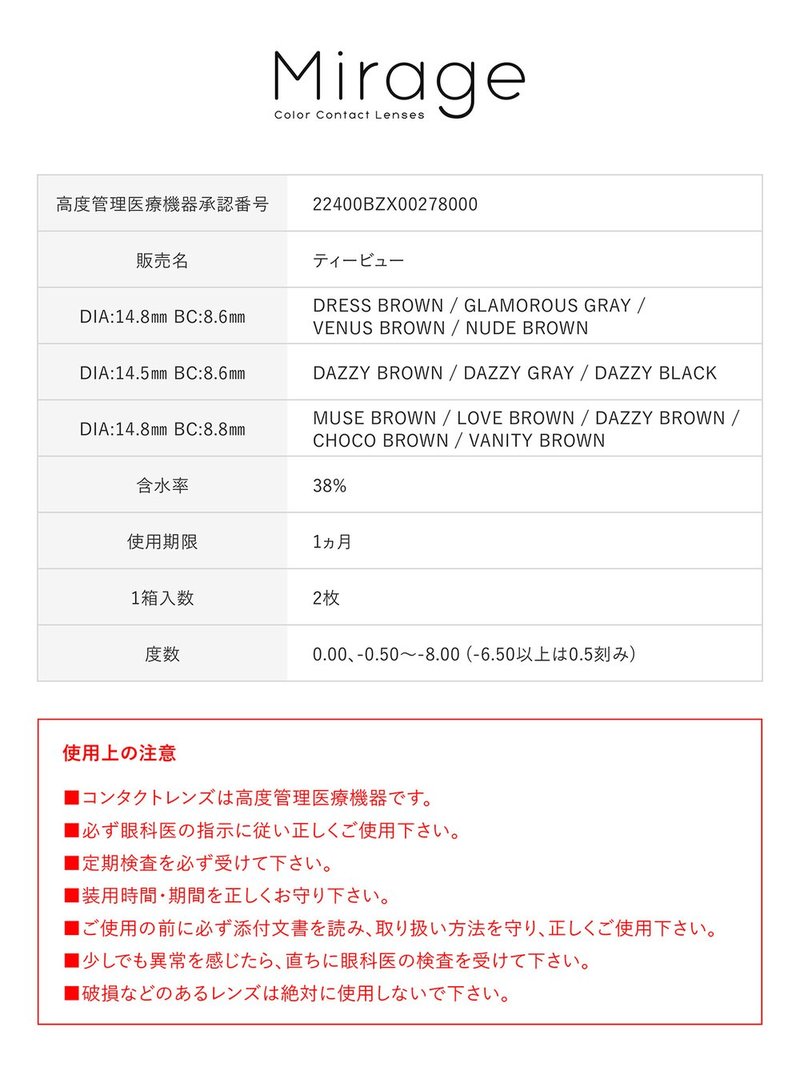 Mirage
Color Contact Lenses
高度管理医療機器承認番号 22400BZX00278000
販売名 ティービュー
DIA:14.8㎜ BC:8.6㎜ DRESS BROWN / GLAMOROUS GRAY /
VENUS BROWN / NUDE BROWN
DIA:14.5㎜ BC:8.6㎜ DAZZY BROWN / DAZZY GRAY / DAZZY BLACK
DIA:14.8㎜ BC:8.8㎜ MUSE BROWN / LOVE BROWN / DAZZY BROWN /
CHOCO BROWN / VANITY BROWN
含水率 38%
使用期限 1ヵ月
1箱入数 2枚
度数 0.00、-0.50〜-8.00（-6.50以上は0.5刻み）
使用上の注意
■コンタクトレンズは高度管理医療機器です。
■必ず眼科医の指示に従い正しくご使用下さい。
■定期検査を必ず受けて下さい。
■装用時間・期間を正しくお守り下さい。
■ご使用の前に必ず添付文書を読み、取り扱い方法を守り、正しくご使用下さい。
■少しでも異常を感じたら、直ちに眼科医の検査を受けて下さい。
■破損などのあるレンズは絶対に使用しないで下さい。